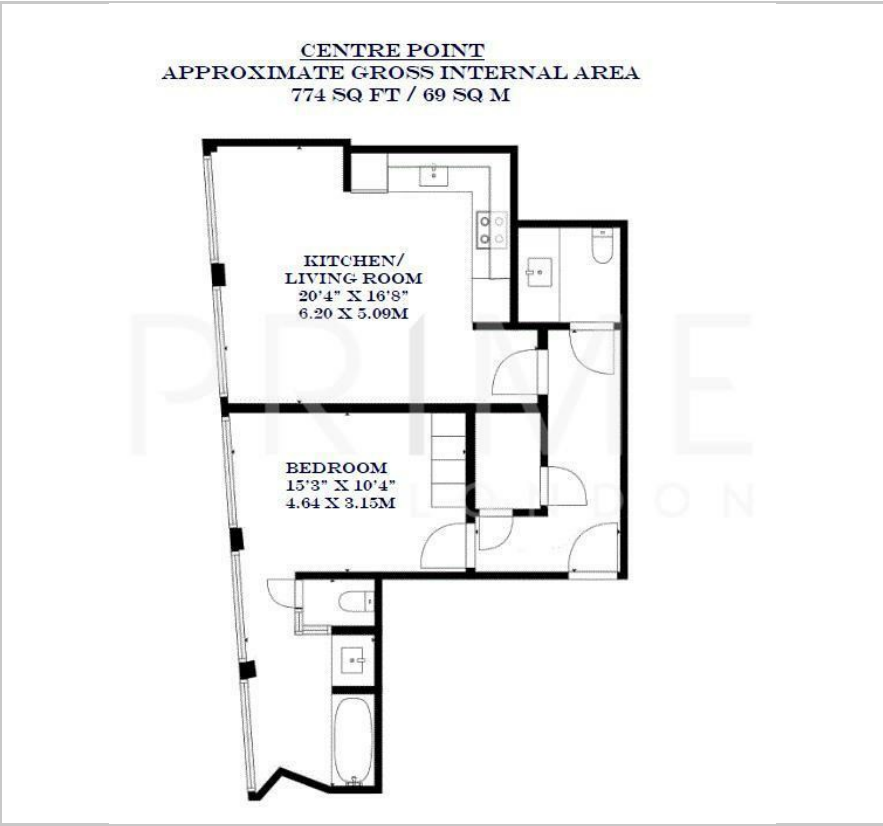 CENTRE POINT
APPROXIMATE GROSS INTERNAL AREA
774 SQ FT / 69 SQ M
KITCHEN/
LIVING ROOM
20'4" X 16'8"
6.20 X 5.09M
PRIME
LONDON
BEDROOM
15'3" X 10'4"
4.64 X 3.15M